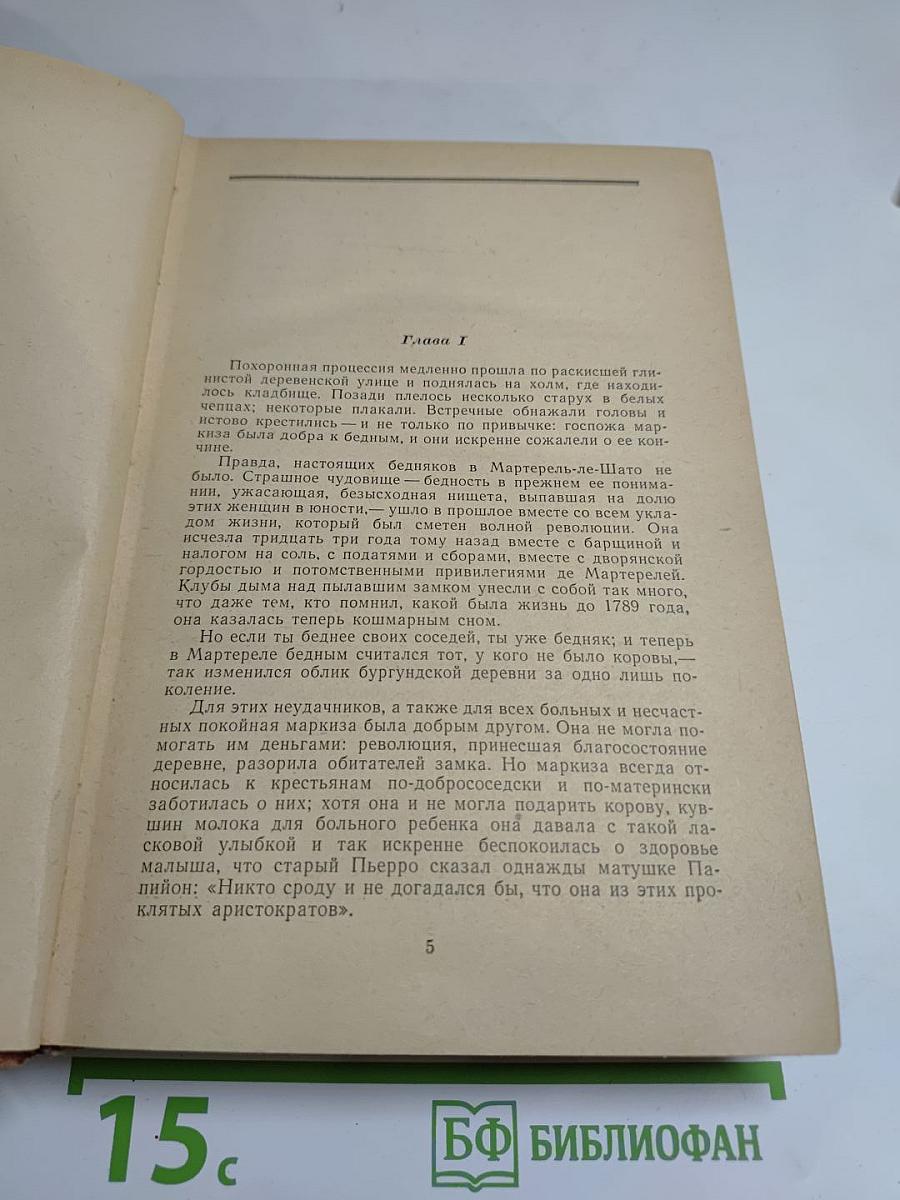 Глава I
Похоронная процессия медленно прошла по раскисшей гли-
нистой деревенской улице и поднялась на холм, где находи-
лось кладбище. Позади плелось несколько старух в белых
чепцах; некоторые плакали. Встречные обнажали головы и
истово крестились — и не только по привычке: госпожа мар-
киза была добра к бедным, и они искренне сожалели о ее кон-
чине.
Правда, настоящих бедняков в Мартерель-ле-Шато не
было. Страшное чудовище — бедность в прежнем ее понима-
нии, ужасающая, безысходная нищета, выпавшая на долю
этих женщин в юности,— ушло в прошлое вместе со всем укла-
дом жизни, который был сметен волной революции. Она
исчезла тридцать три года тому назад вместе с барщиной и
налогом на соль, с податями и сборами, вместе с дворянской
гордостью и потомственными привилегиями де Мартерелей.
Клубы дыма над пылавшим замком унесли с собой так много,
что даже тем, кто помнил, какой была жизнь до 1789 года,
она казалась теперь кошмарным сном.
Но если ты беднее своих соседей, ты уже бедняк; и теперь
в Мартереле бедным считался тот, у кого не было коровы,—
так изменился облик бургундской деревни за одно лишь по-
коление.
Для этих неудачников, а также для всех больных и несчаст-
ных покойная маркиза была добрым другом. Она не могла по-
могать им деньгами: революция, принесшая благосостояние
деревне, разорила обитателей замка. Но маркиза всегда от-
носилась к крестьянам по-добрососедски и по-матерински
заботилась о них; хотя она и не могла подарить корову, кув-
шин молока для больного ребенка она давала с такой ла-
сковой улыбкой и так искренне беспокоилась о здоровье
малыша, что старый Пьерро сказал однажды матушке Па-
пийон: «Никто сроду и не догадался бы, что она из этих про-
клятых аристократов».
5
15 с
БФ БИБЛИОФАН